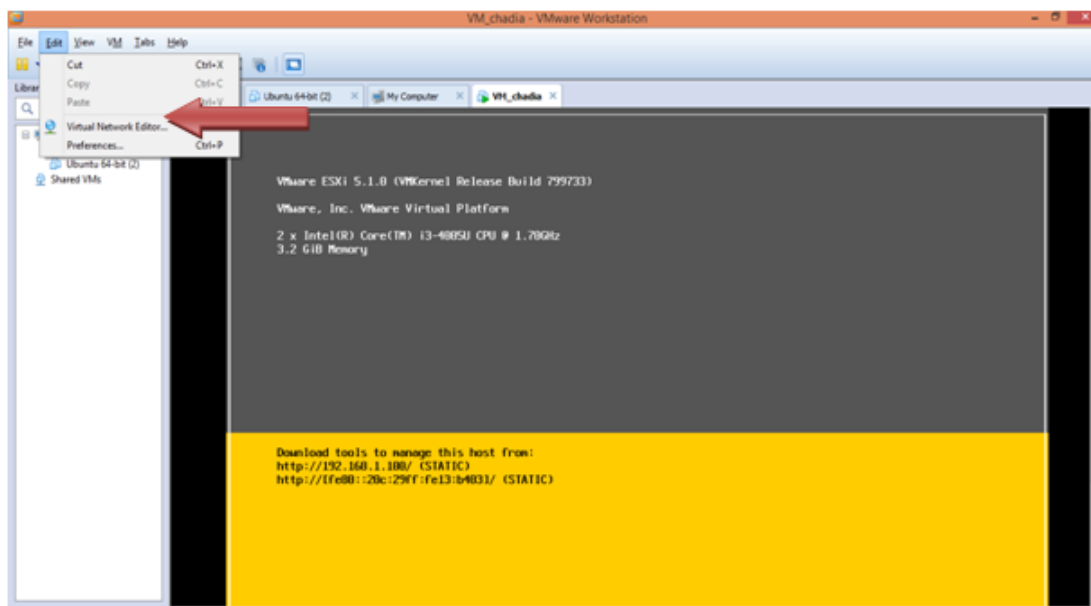 VM_chadia - VMware Workstation
File Edit View VM Tabs Help
Cut Ctrl+X
Copy Ctrl+C
Paste Ctrl+V
Virtual Network Editor...
Preferences... Ctrl+P
Ubuntu 64-bit (2) My Computer VM_chadia
Ubuntu 64-bit (2)
Shared VMs
VMware ESXi 5.1.0 (VMKernel Release Build 799733)
VMware, Inc. VMware Virtual Platform
2 x Intel(R) Core(TM) i3-4005U CPU @ 1.70GHz
3.2 GiB Memory
Download tools to manage this host from:
http://192.168.1.100/ (STATIC)
http://[fe80::20c:29ff:fe13:b403]/ (STATIC)